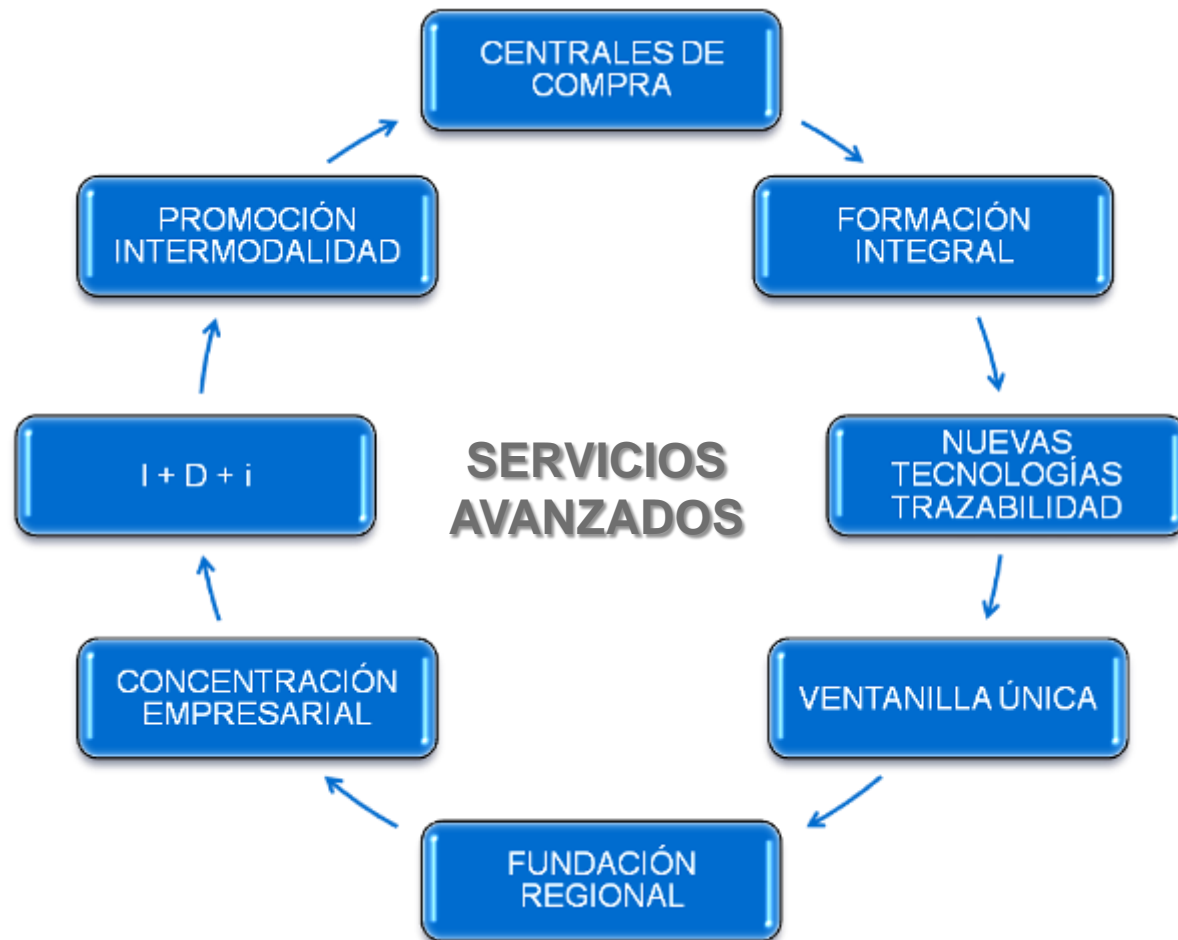 CENTRALES DE
COMPRA
PROMOCIÓN
INTERMODALIDAD
FORMACIÓN
INTEGRAL
I + D + i
SERVICIOS
AVANZADOS
NUEVAS
TECNOLOGÍAS
TRAZABILIDAD
CONCENTRACIÓN
EMPRESARIAL
VENTANILLA ÚNICA
FUNDACIÓN
REGIONAL